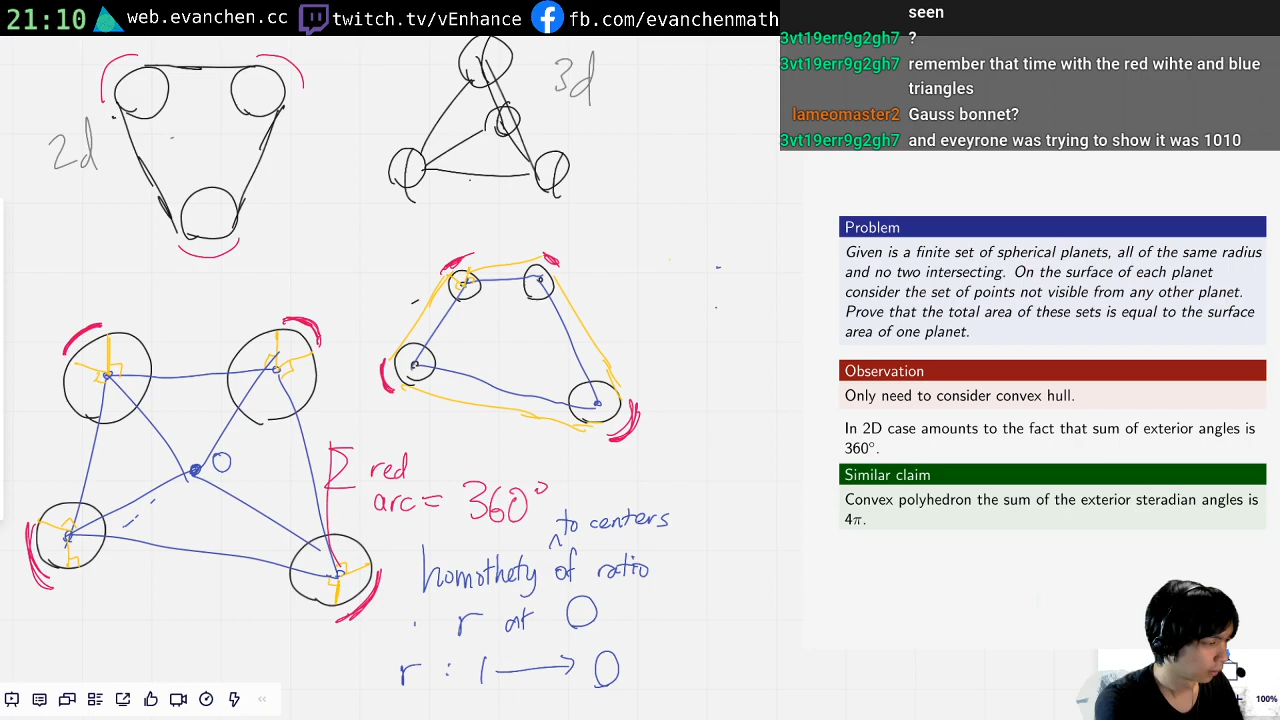 21:10 web.evanchen.cc twitch.tv/vEnhance fb.com/evanchenmath
seen
3vt19err9g2gh7 ?
3vt19err9g2gh7 remember that time with the red wihte and blue
triangles
lameomaster2 Gauss bonnet?
3vt19err9g2gh7 and eveyrone was trying to show it was 1010
2d
3d
O
Σ red
arc = 360°
to centers
^
homothety of ratio
r at O
r : 1 → 0
Problem
Given is a finite set of spherical planets, all of the same radius
and no two intersecting. On the surface of each planet
consider the set of points not visible from any other planet.
Prove that the total area of these sets is equal to the surface
area of one planet.
Observation
Only need to consider convex hull.
In 2D case amounts to the fact that sum of exterior angles is
360°.
Similar claim
Convex polyhedron the sum of the exterior steradian angles is
4π.
100%